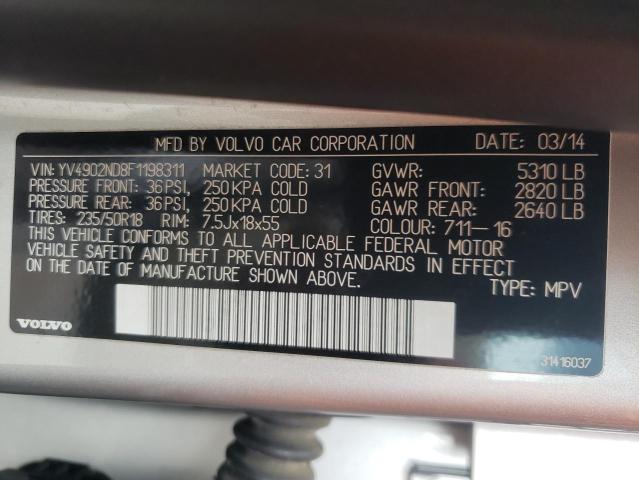 MFD BY VOLVO CAR CORPORATION DATE: 03/14
VIN: YV4902ND8F1198311 MARKET CODE: 31 GVWR: 5310 LB
PRESSURE FRONT: 36 PSI, 250 KPA COLD GAWR FRONT: 2820 LB
PRESSURE REAR: 36 PSI, 250 KPA COLD GAWR REAR: 2640 LB
TIRES: 235/50R18 RIM: 7.5Jx18x55 COLOUR: 711-16
THIS VEHICLE CONFORMS TO ALL APPLICABLE FEDERAL MOTOR
VEHICLE SAFETY AND THEFT PREVENTION STANDARDS IN EFFECT
ON THE DATE OF MANUFACTURE SHOWN ABOVE. TYPE: MPV
VOLVO 31416037